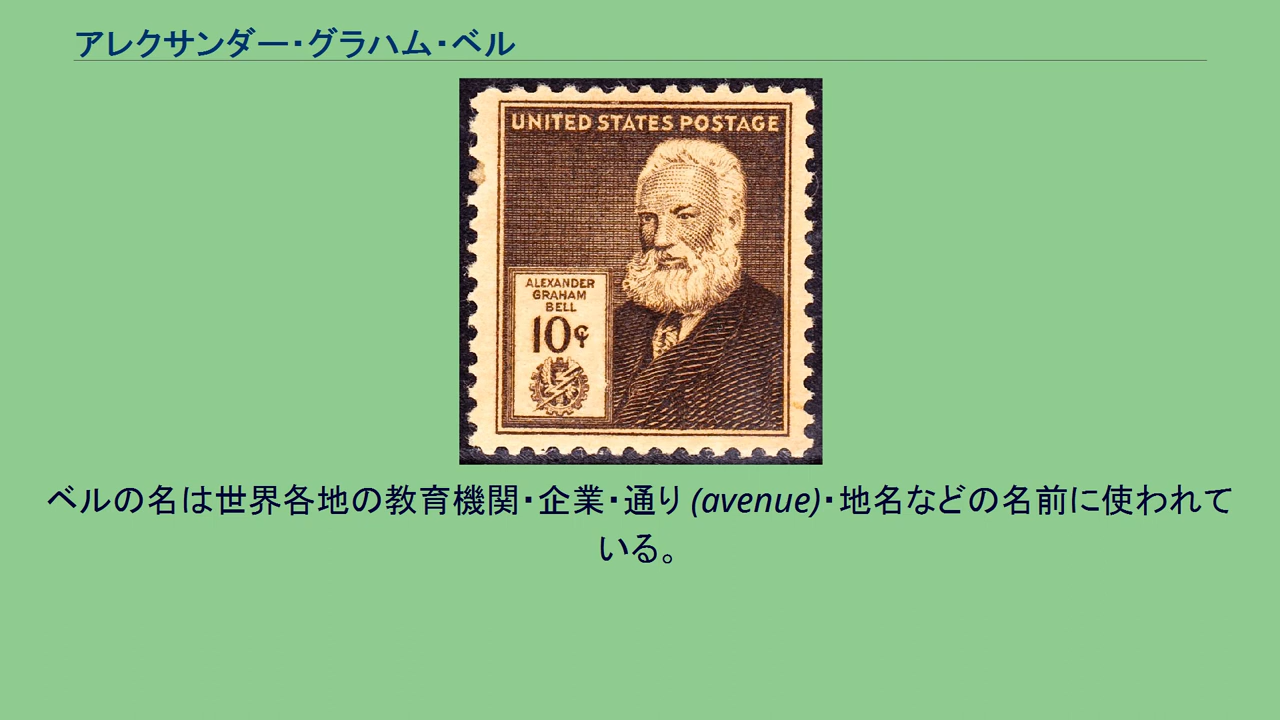 アレクサンダー・グラハム・ベル
UNITED STATES POSTAGE
ALEXANDER
GRAHAM
BELL
10¢
ベルの名は世界各地の教育機関・企業・通り (avenue)・地名などの名前に使われて
いる。